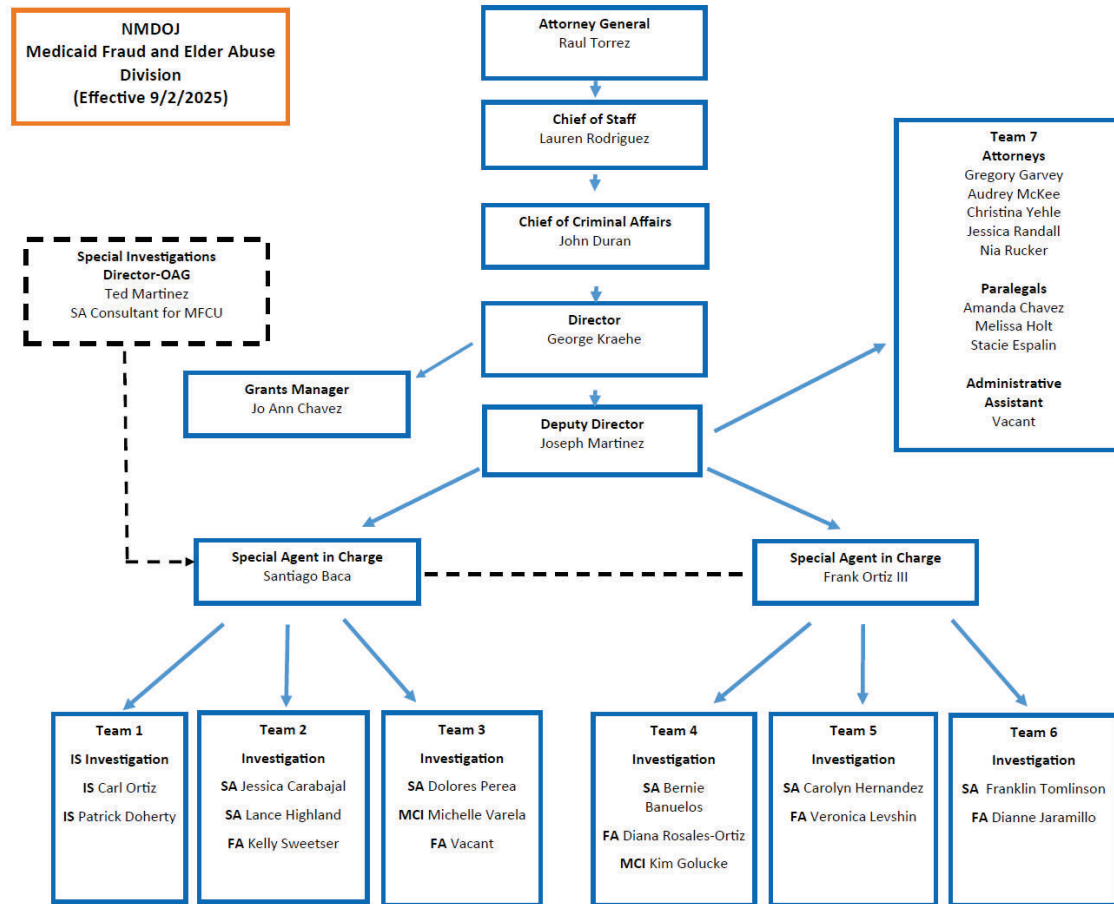 NMDOJ
Medicaid Fraud and Elder Abuse
Division
(Effective 9/2/2025)
Attorney General
Raul Torrez
Chief of Staff
Lauren Rodriguez
Chief of Criminal Affairs
John Duran
Team 7
Attorneys
Gregory Garvey
Audrey McKee
Christina Yehle
Jessica Randall
Nia Rucker
Paralegals
Amanda Chavez
Melissa Holt
Stacie Espalin
Administrative
Assistant
Vacant
Special Investigations
Director-OAG
Ted Martinez
SA Consultant for MFCU
Director
George Kraehe
Grants Manager
Jo Ann Chavez
Deputy Director
Joseph Martinez
Special Agent in Charge
Santiago Baca
Special Agent in Charge
Frank Ortiz III
Team 1
IS Investigation
IS Carl Ortiz
IS Patrick Doherty
Team 2
Investigation
SA Jessica Carabajal
SA Lance Highland
FA Kelly Sweetser
Team 3
Investigation
SA Dolores Perea
MCI Michelle Varela
FA Vacant
Team 4
Investigation
SA Bernie
Banuelos
FA Diana Rosales-Ortiz
MCI Kim Golucke
Team 5
Investigation
SA Carolyn Hernandez
FA Veronica Levshin
Team 6
Investigation
SA Franklin Tomlinson
FA Dianne Jaramillo